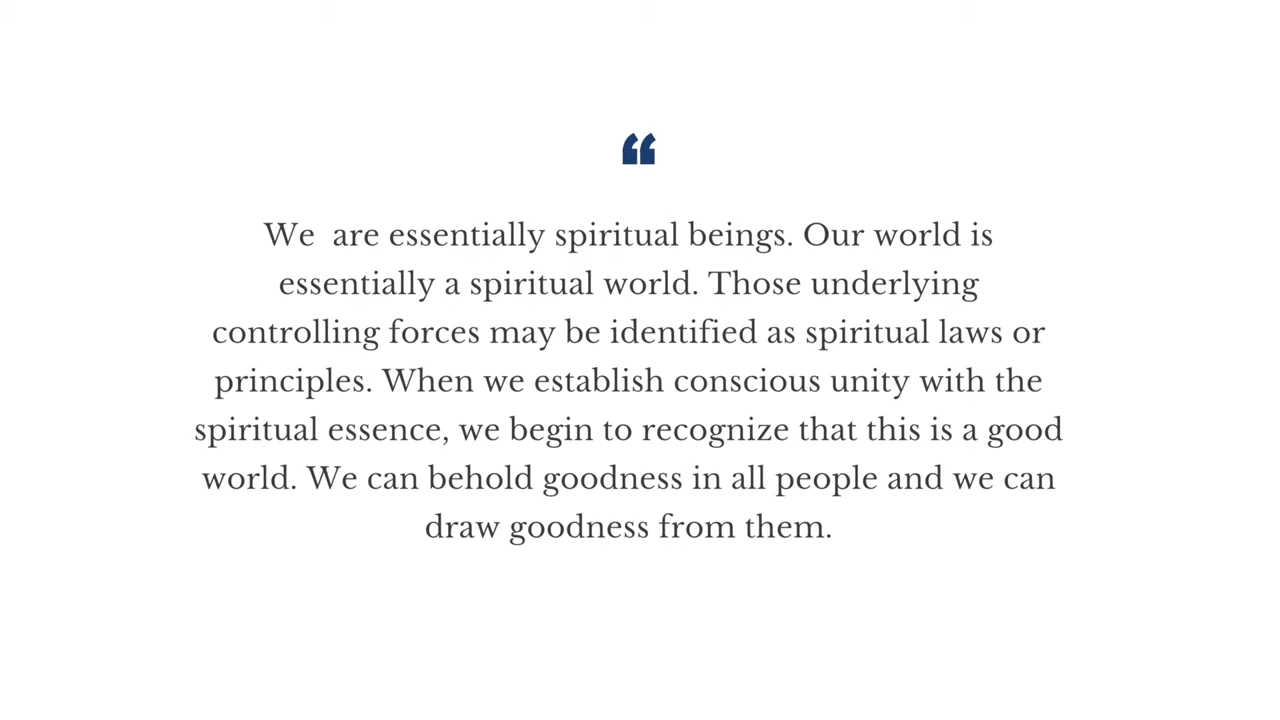 “
We  are essentially spiritual beings. Our world is
essentially a spiritual world. Those underlying
controlling forces may be identified as spiritual laws or
principles. When we establish conscious unity with the
spiritual essence, we begin to recognize that this is a good
world. We can behold goodness in all people and we can
draw goodness from them.